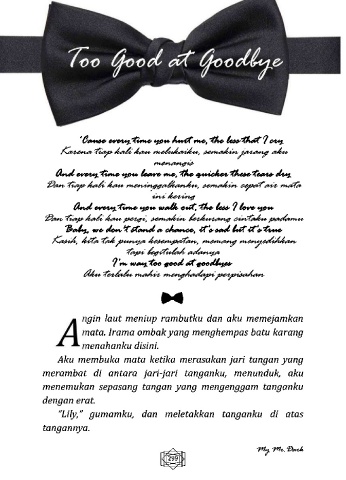 Too Good at Goodbye
'Cause every time you hurt me, the less that I cry
Karena tiap kali kau melukaiku, semakin jarang aku
menangis
And every time you leave me, the quicker these tears dry
Dan tiap kali kau meninggalkanku, semakin cepat air mata
ini kering
And every time you walk out, the less I love you
Dan tiap kali kau pergi, semakin berkurang cintaku padamu
Baby, we don't stand a chance, it's sad but it's true
Kasih, kita tak punya kesempatan, memang menyedihkan
tapi begitulah adanya
I'm way too good at goodbyes
Aku terlalu mahir menghadapi perpisahan
Angin laut meniup rambutku dan aku memejamkan
mata. Irama ombak yang menghempas batu karang
menahanku disini.
Aku membuka mata ketika merasakan jari tangan yang
merambat di antara jari-jari tanganku, menunduk, aku
menemukan sepasang tangan yang mengenggam tanganku
dengan erat.
"Lily," gumamku, dan meletakkan tanganku di atas
tangannya.
My Mr. Dark
299